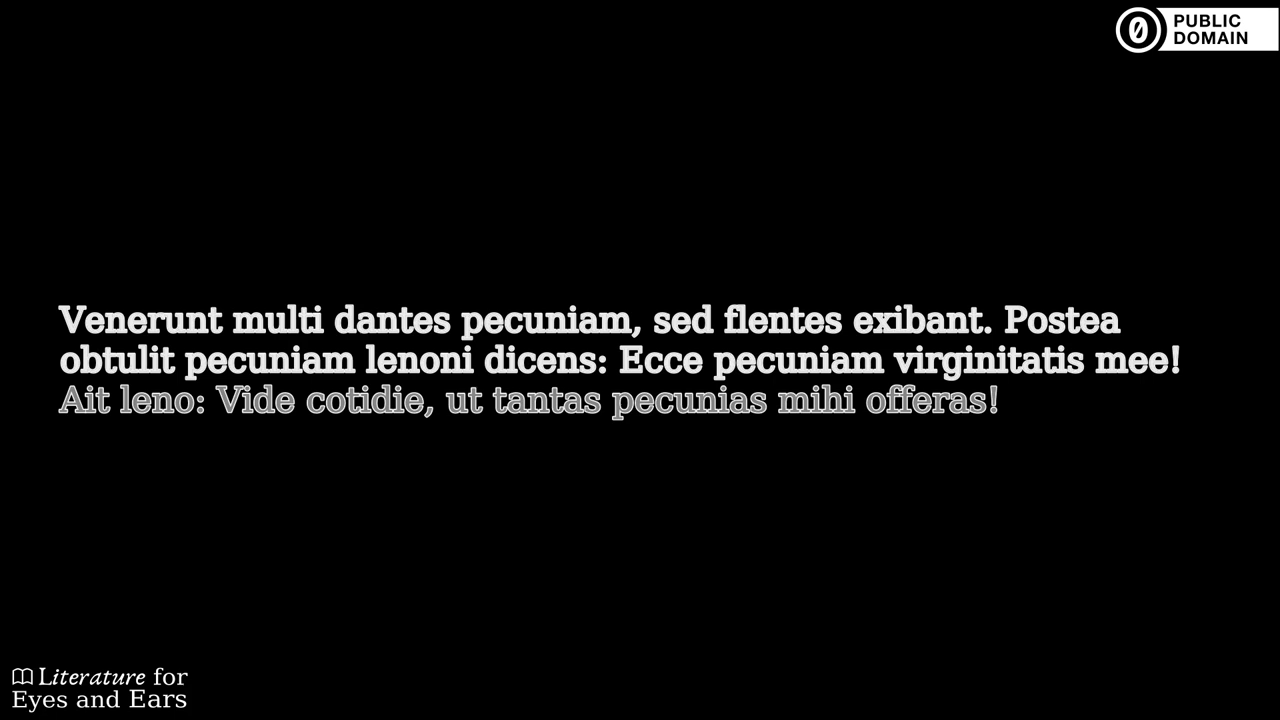 PUBLIC
DOMAIN
Venerunt multi dantes pecuniam, sed flentes exibant. Postea
obtulit pecuniam lenoni dicens: Ecce pecuniam virginitatis mee!
Ait leno: Vide cotidie, ut tantas pecunias mihi offeras!
Literature for
Eyes and Ears